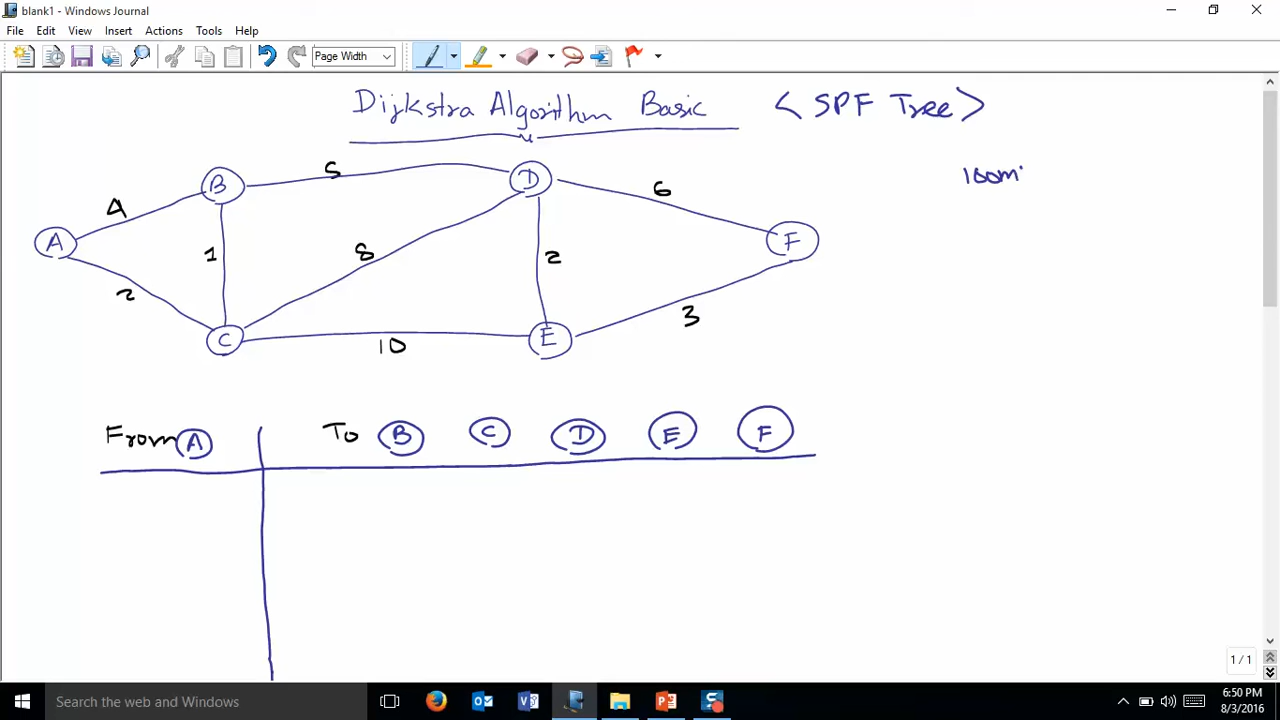 blank1 - Windows Journal
File Edit View Insert Actions Tools Help
Page Width
Dijkstra Algorithm Basic < SPF Tree >
100m
B 5 D
4 6
A 1 8 2 F
2 3
C 10 E
From A To B C D E F
1 / 1
Search the web and Windows
6:50 PM
8/3/2016